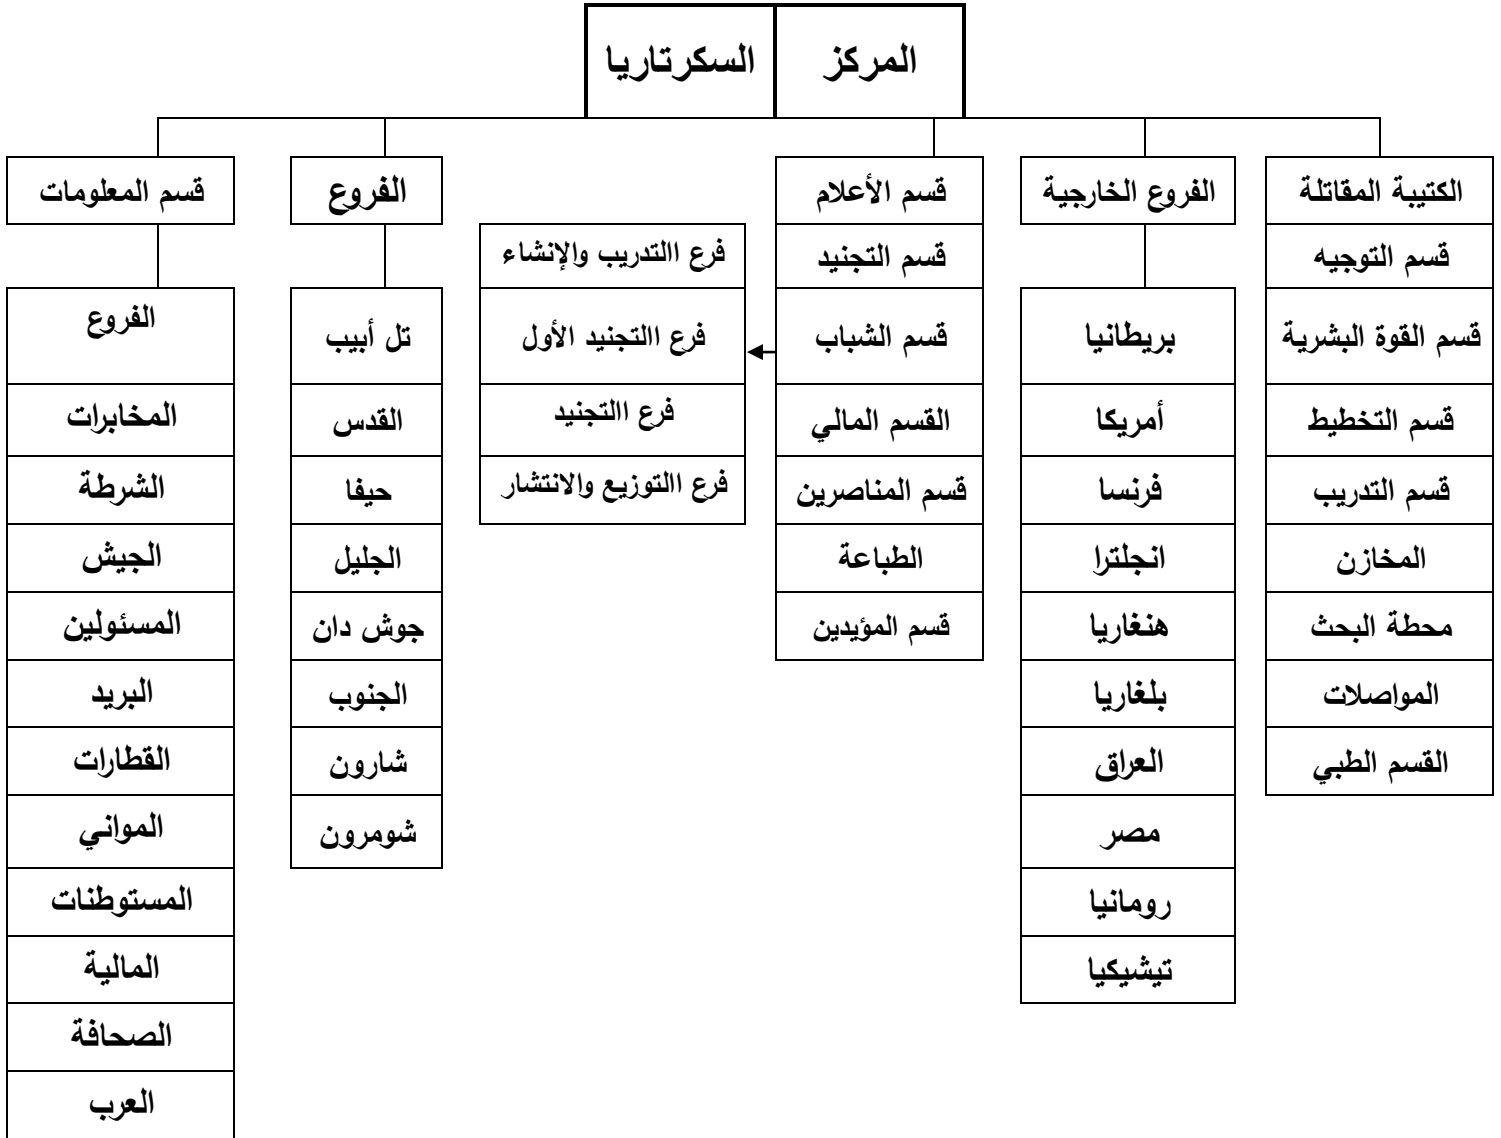 المركز
السكرتاريا
الكتيبة المقاتلة
قسم التوجيه
قسم القوة البشرية
قسم التخطيط
قسم التدريب
المخازن
محطة البحث
المواصلات
القسم الطبي
الفروع الخارجية
بريطانيا
أمريكا
فرنسا
انجلترا
هنغاريا
بلغاريا
العراق
مصر
رومانيا
تيشيكيا
قسم الأعلام
قسم التجنيد
قسم الشباب
القسم المالي
قسم المناصرين
الطباعة
قسم المؤيدين
فرع االتدريب والإنشاء
فرع االتجنيد الأول
فرع االتجنيد
فرع االتوزيع والانتشار
الفروع
تل أبيب
القدس
حيفا
الجليل
جوش دان
الجنوب
شارون
شومرون
قسم المعلومات
الفروع
المخابرات
الشرطة
الجيش
المسئولين
البريد
القطارات
المواني
المستوطنات
المالية
الصحافة
العرب